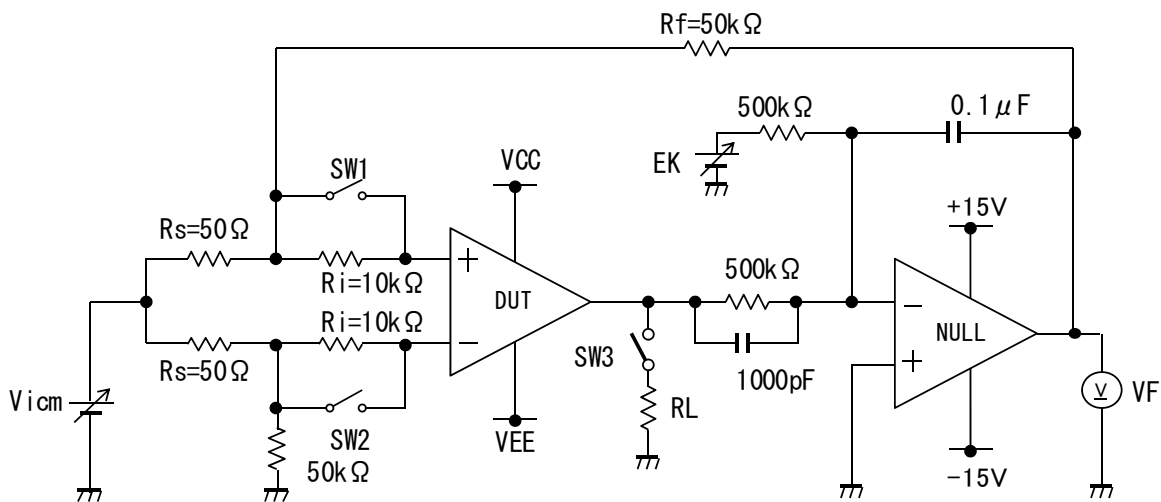 Rf=50kΩ
500kΩ
0.1μF
EK
VCC
SW1
+15V
Rs=50Ω
Ri=10kΩ
500kΩ
DUT
NULL
Ri=10kΩ
Rs=50Ω
SW3
1000pF
V
VF
Vicm
SW2
VEE
RL
50kΩ
-15V